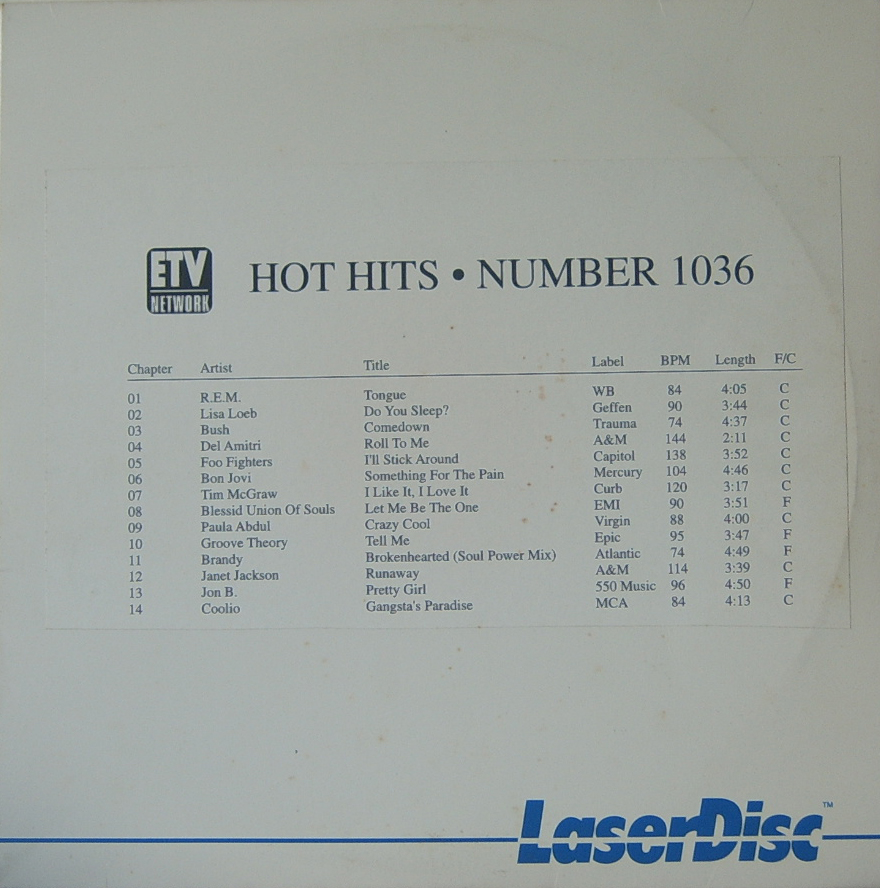 ETV
NETWORK
HOT HITS • NUMBER 1036
Chapter Artist Title Label BPM Length F/C
01 R.E.M. Tongue WB 84 4:05 C
02 Lisa Loeb Do You Sleep? Geffen 90 3:44 C
03 Bush Comedown Trauma 74 4:37 C
04 Del Amitri Roll To Me A&M 144 2:11 C
05 Foo Fighters I'll Stick Around Capitol 138 3:52 C
06 Bon Jovi Something For The Pain Mercury 104 4:46 C
07 Tim McGraw I Like It, I Love It Curb 120 3:17 C
08 Blessid Union Of Souls Let Me Be The One EMI 90 3:51 F
09 Paula Abdul Crazy Cool Virgin 88 4:00 C
10 Groove Theory Tell Me Epic 95 3:47 F
11 Brandy Brokenhearted (Soul Power Mix) Atlantic 74 4:49 F
12 Janet Jackson Runaway A&M 114 3:39 C
13 Jon B. Pretty Girl 550 Music 96 4:50 F
14 Coolio Gangsta's Paradise MCA 84 4:13 C
LaserDisc™